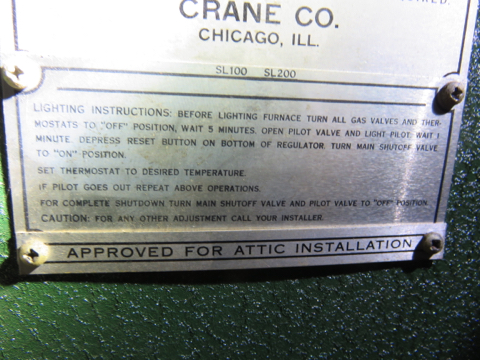 CRANE CO.
CHICAGO, ILL.
SL100 SL200
LIGHTING INSTRUCTIONS: BEFORE LIGHTING FURNACE TURN ALL GAS VALVES AND THER-
MOSTATS TO "OFF" POSITION, WAIT 5 MINUTES. OPEN PILOT VALVE AND LIGHT PILOT. WAIT 1
MINUTE. DEPRESS RESET BUTTON ON BOTTOM OF REGULATOR. TURN MAIN SHUTOFF VALVE
TO "ON" POSITION.
SET THERMOSTAT TO DESIRED TEMPERATURE.
IF PILOT GOES OUT REPEAT ABOVE OPERATIONS.
FOR COMPLETE SHUTDOWN TURN MAIN SHUTOFF VALVE AND PILOT VALVE TO "OFF" POSITION.
CAUTION: FOR ANY OTHER ADJUSTMENT CALL YOUR INSTALLER.
APPROVED FOR ATTIC INSTALLATION